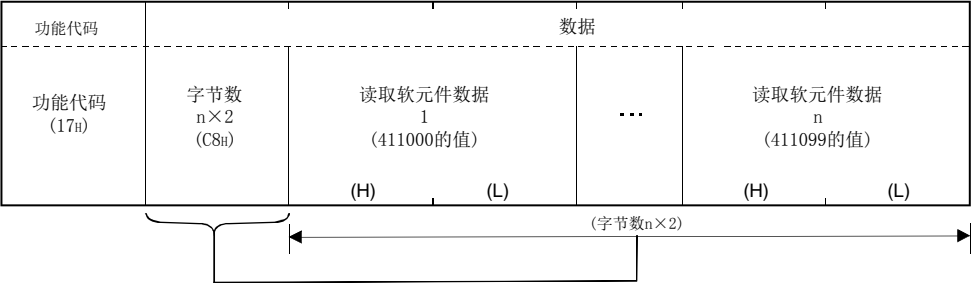 功能代码
数据
功能代码
(17H)
字节数
n×2
(C8H)
读取软元件数据
1
(411000的值)
(H)
(L)
…
读取软元件数据
n
(411099的值)
(H)
(L)
(字节数n×2)